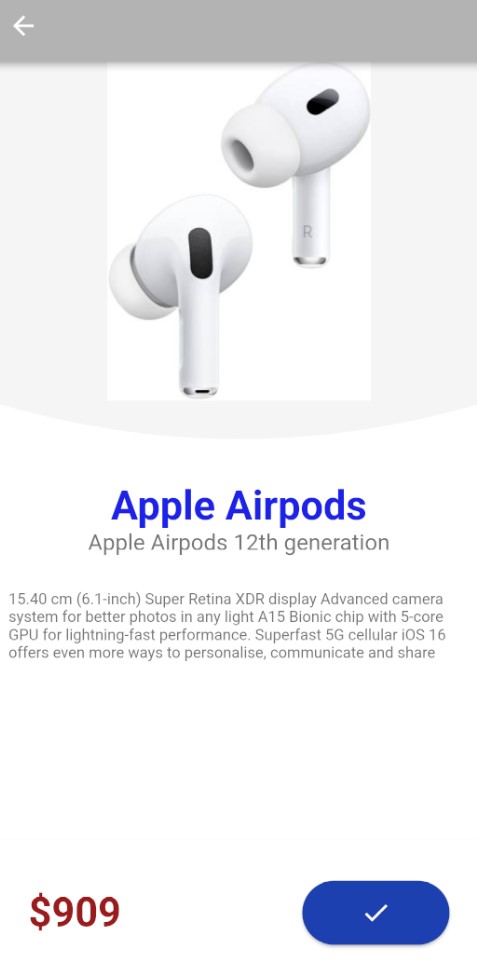 R
Apple Airpods
Apple Airpods 12th generation
15.40 cm (6.1-inch) Super Retina XDR display Advanced camera
system for better photos in any light A15 Bionic chip with 5-core
GPU for lightning-fast performance. Superfast 5G cellular iOS 16
offers even more ways to personalise, communicate and share
$909